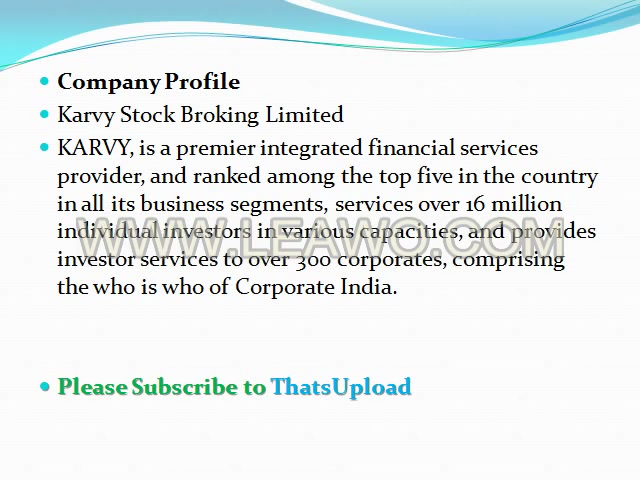 Company Profile
Karvy Stock Broking Limited
KARVY, is a premier integrated financial services
provider, and ranked among the top five in the country
in all its business segments, services over 16 million
individual investors in various capacities, and provides
investor services to over 300 corporates, comprising
the who is who of Corporate India.
WWW.LEAWO.COM
Please Subscribe to ThatsUpload